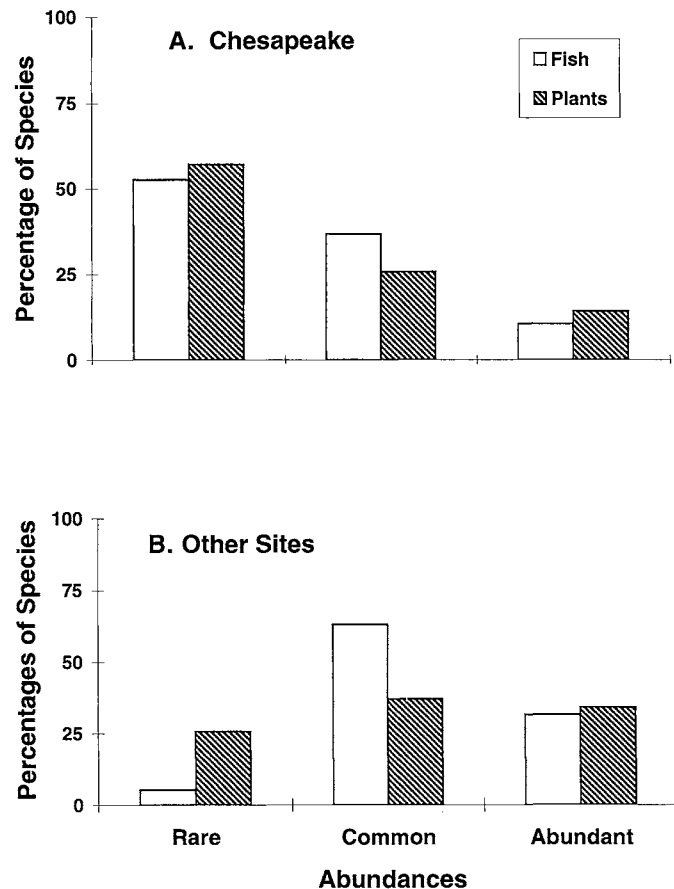 A. Chesapeake
Fish
Plants
Percentage of Species
100
75
50
25
0
B. Other Sites
Percentages of Species
100
75
50
25
0
Rare Common Abundant
Abundances